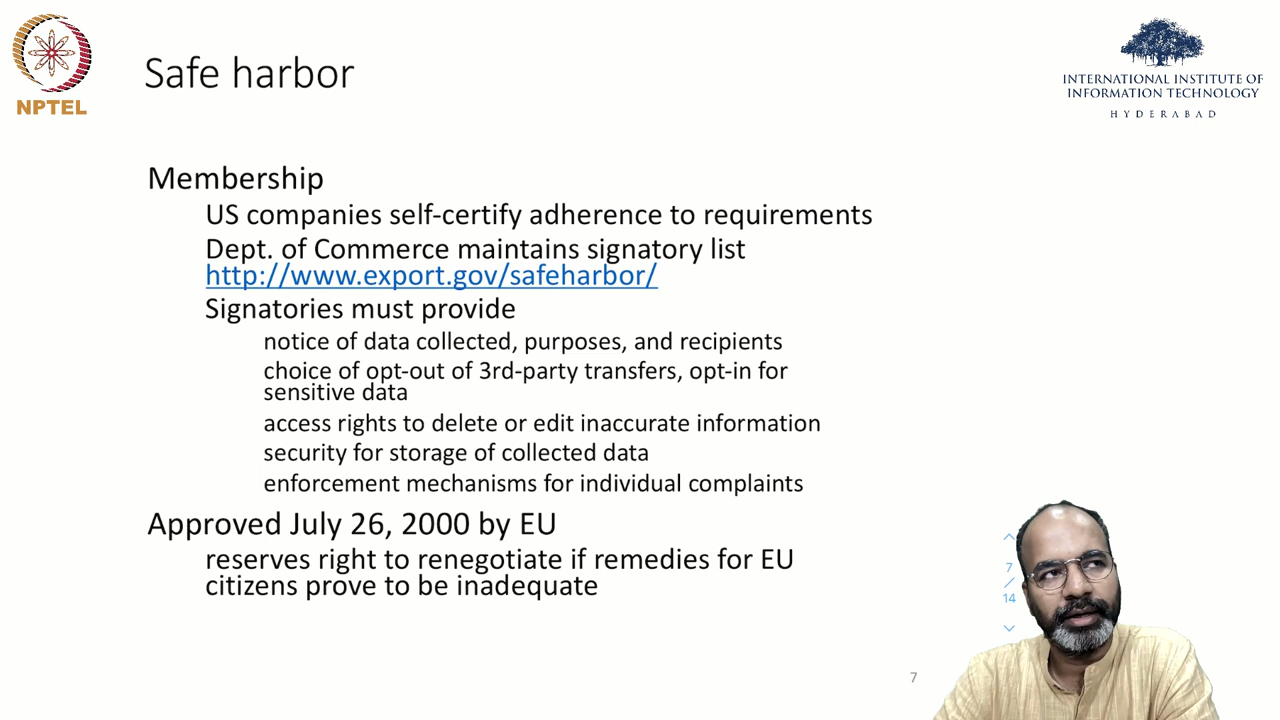 NPTEL
Safe harbor
INTERNATIONAL INSTITUTE OF
INFORMATION TECHNOLOGY
HYDERABAD
Membership
US companies self-certify adherence to requirements
Dept. of Commerce maintains signatory list
http://www.export.gov/safeharbor/
Signatories must provide
notice of data collected, purposes, and recipients
choice of opt-out of 3rd-party transfers, opt-in for
sensitive data
access rights to delete or edit inaccurate information
security for storage of collected data
enforcement mechanisms for individual complaints
Approved July 26, 2000 by EU
reserves right to renegotiate if remedies for EU
citizens prove to be inadequate
7
/
14
7